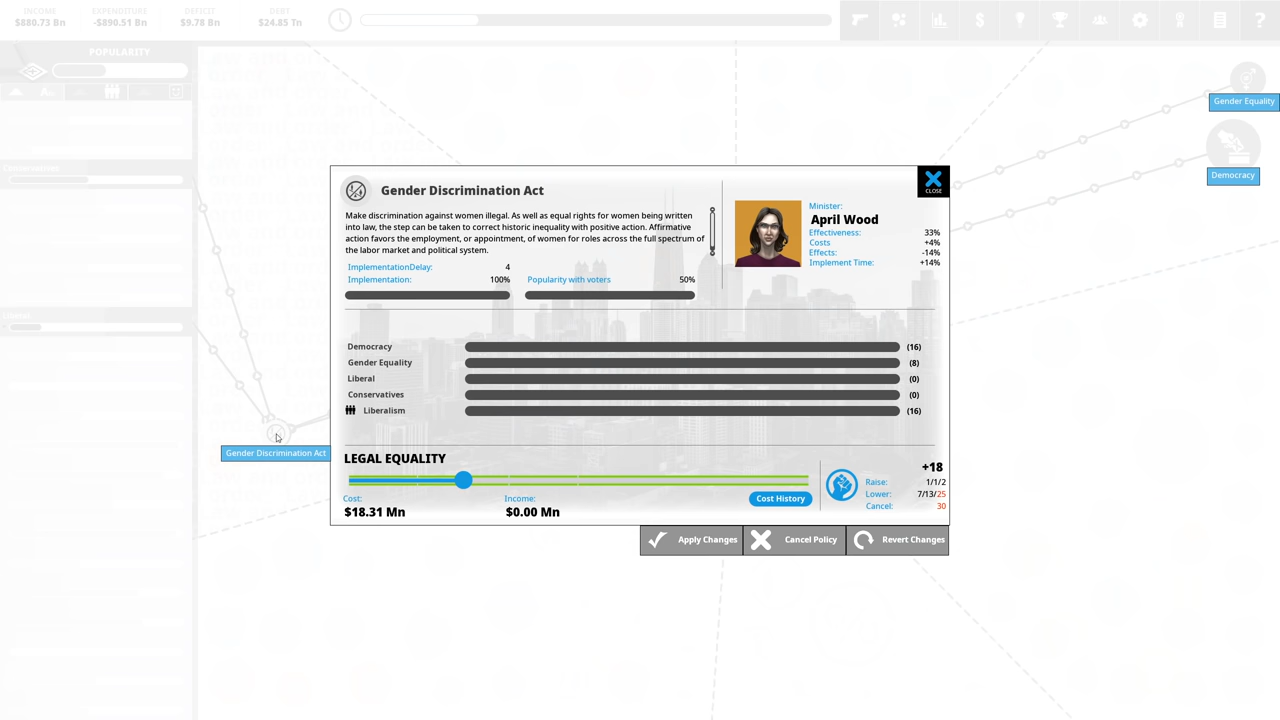 INCOME
EXPENDITURE
DEFICIT
DEBT
$880.73 Bn
-$890.51 Bn
$9.78 Bn
$24.85 Tn
POPULARITY
Gender Equality
Democracy
Gender Discrimination Act
CLOSE
Make discrimination against women illegal. As well as equal rights for women being written
into law, the step can be taken to correct historic inequality with positive action. Affirmative
action favors the employment, or appointment, of women for roles across the full spectrum of
the labor market and political system.
Minister:
April Wood
Effectiveness: 33%
Costs +4%
Effects: -14%
Implement Time: +14%
ImplementationDelay: 4
Implementation: 100%
Popularity with voters 50%
Democracy (16)
Gender Equality (8)
Liberal (0)
Conservatives (0)
Liberalism (16)
Gender Discrimination Act
LEGAL EQUALITY
Cost:
$18.31 Mn
Income:
$0.00 Mn
Cost History
+18
Raise: 1/1/2
Lower: 7/13/25
Cancel: 30
Apply Changes
Cancel Policy
Revert Changes